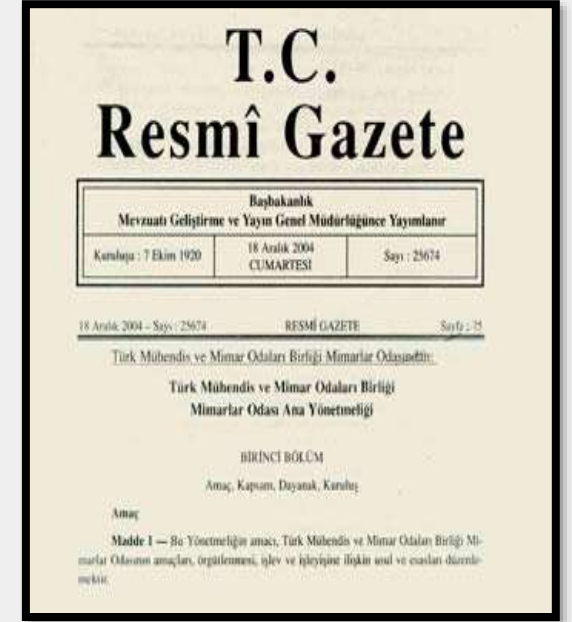 T.C.
Resmî Gazete
Başbakanlık
Mevzuatı Geliştirme ve Yayın Genel Müdürlüğünce Yayımlanır
Kuruluşu : 7 Ekim 1920
18 Aralık 2004
CUMARTESİ
Sayı : 25674
18 Aralık 2004 – Sayı : 25674 RESMÎ GAZETE Sayfa :
Türk Mühendis ve Mimar Odaları Birliği Mimarlar Odasından:
Türk Mühendis ve Mimar Odaları Birliği
Mimarlar Odası Ana Yönetmeliği
BİRİNCİ BÖLÜM
Amaç, Kapsam, Dayanak, Kuruluş
Amaç
Madde 1 — Bu Yönetmeliğin amacı, Türk Mühendis ve Mimar Odaları Birliği Mi-
marlar Odasının amaçları, örgütlenmesi, işlev ve işleyişine ilişkin usul ve esasları düzenle-
mektir.